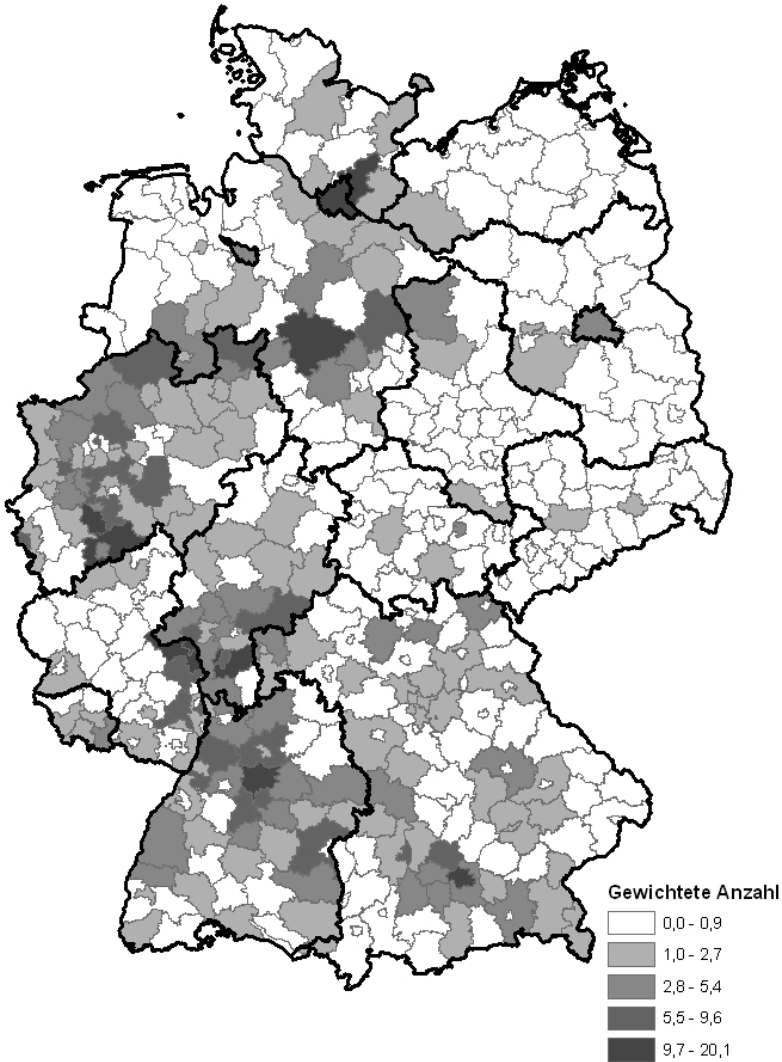 Gewichtete Anzahl
0,0 - 0,9
1,0 - 2,7
2,8 - 5,4
5,5 - 9,6
9,7 - 20,1